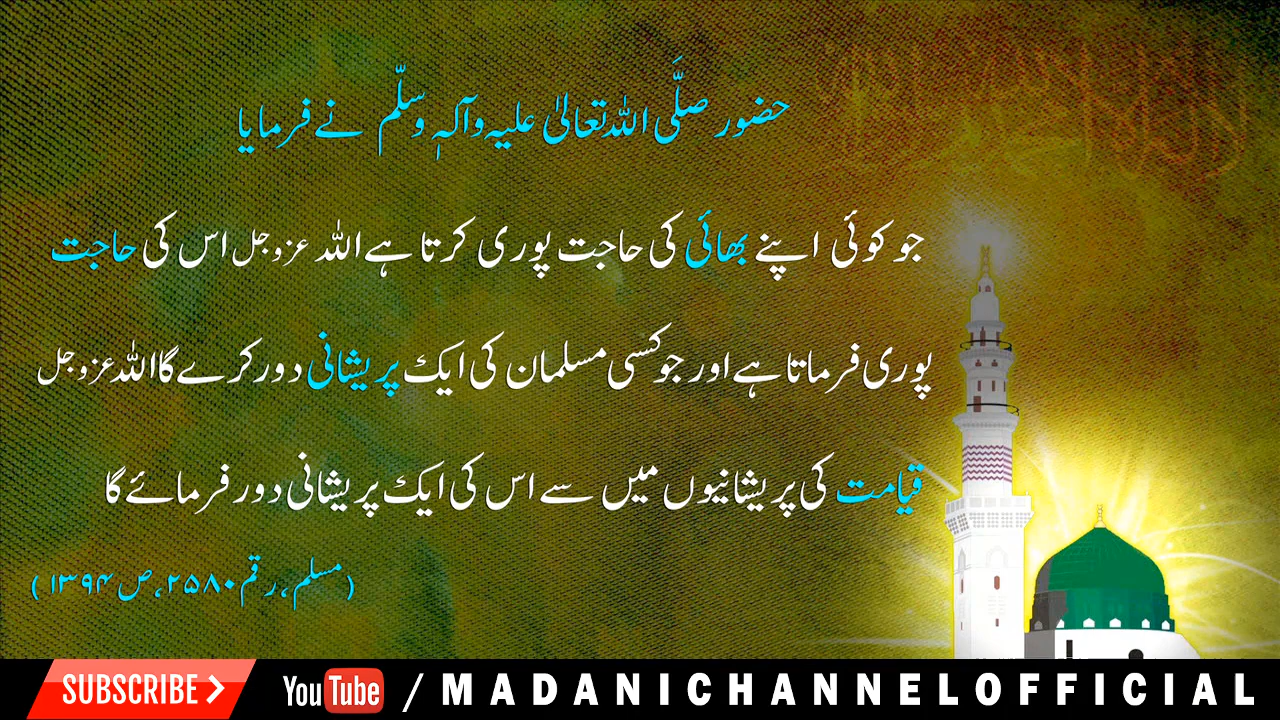 حضور صلَّی اللہ تعالیٰ علیہ وآلہٖ وسلّم نے فرمایا
جو کوئی اپنے بھائی کی حاجت پوری کرتا ہے اللہ عزوجل اس کی حاجت
پوری فرماتا ہے اور جو کسی مسلمان کی ایک پریشانی دور کرے گا اللہ عزوجل
قیامت کی پریشانیوں میں سے اس کی ایک پریشانی دور فرمائے گا
(مسلم، رقم ۲۵۸۰، ص ۱۳۹۴)
SUBSCRIBE YouTube / MADANICHANNELOFFICIAL